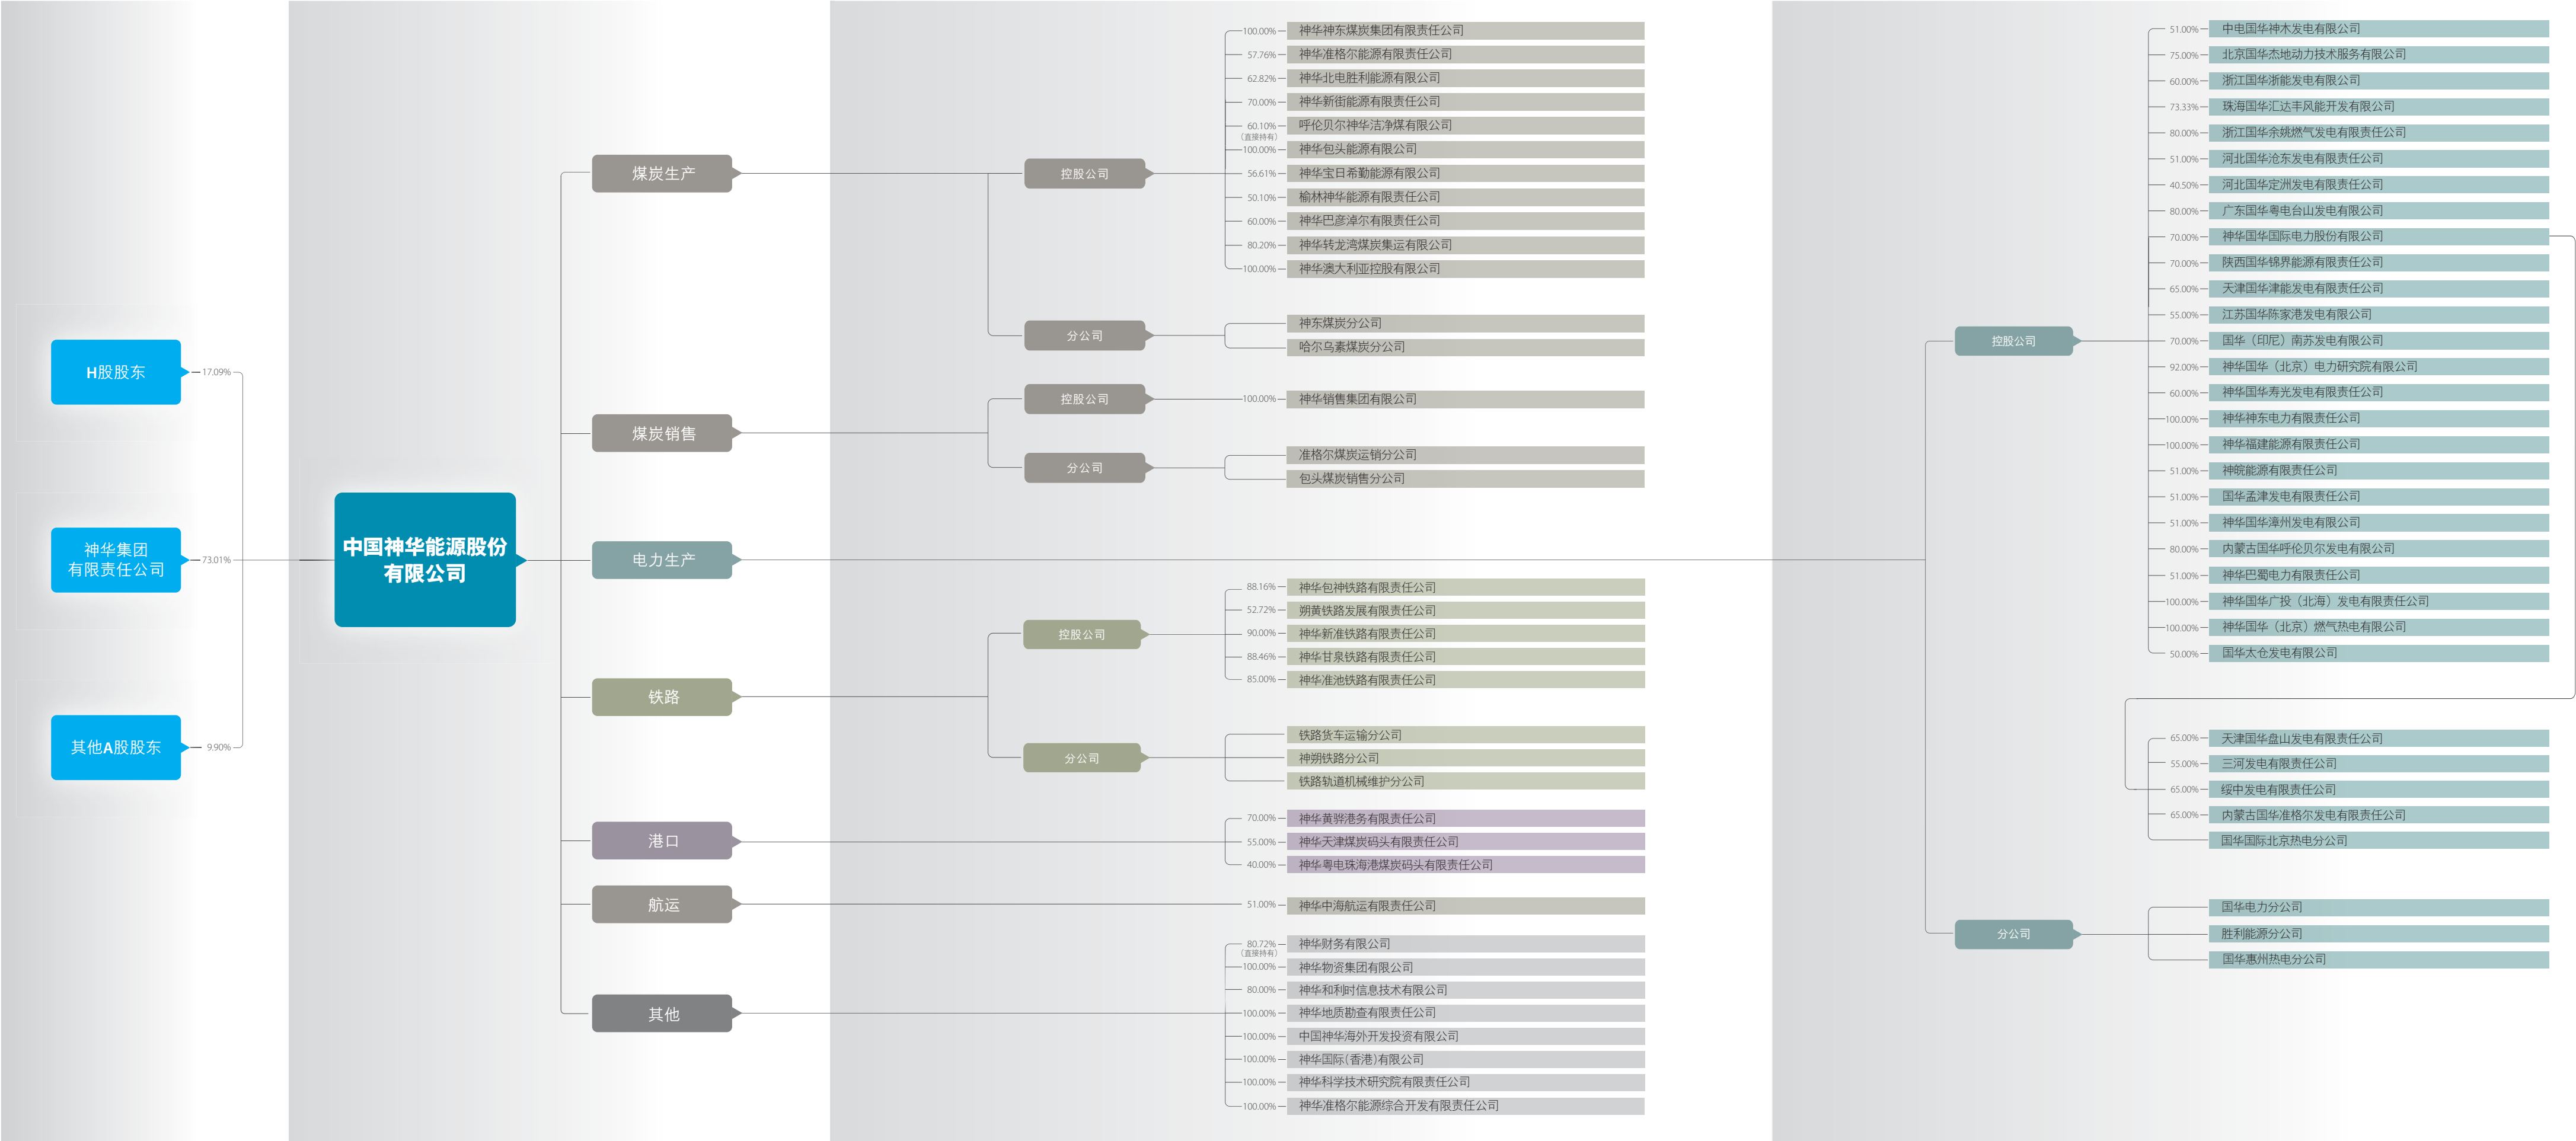 H股股东
17.09%
神华集团
有限责任公司
73.01%
其他A股股东
9.90%
中国神华能源股份
有限公司
煤炭生产
控股公司
100.00%
神华神东煤炭集团有限责任公司
57.76%
神华准格尔能源有限责任公司
62.82%
神华北电胜利能源有限公司
70.00%
神华新街能源有限责任公司
60.10%
(直接持有)
呼伦贝尔神华洁净煤有限公司
100.00%
神华包头能源有限公司
56.61%
神华宝日希勤能源有限公司
50.10%
榆林神华能源有限责任公司
60.00%
神华巴彦淖尔有限责任公司
80.20%
神华转龙湾煤炭集运有限公司
100.00%
神华澳大利亚控股有限公司
分公司
神东煤炭分公司
哈尔乌素煤炭分公司
煤炭销售
控股公司
100.00%
神华销售集团有限公司
分公司
准格尔煤炭运销分公司
包头煤炭销售分公司
电力生产
铁路
控股公司
88.16%
神华包神铁路有限责任公司
52.72%
朔黄铁路发展有限责任公司
90.00%
神华新准铁路有限责任公司
88.46%
神华甘泉铁路有限责任公司
85.00%
神华准池铁路有限责任公司
分公司
铁路货车运输分公司
神朔铁路分公司
铁路轨道机械维护分公司
港口
70.00%
神华黄骅港务有限责任公司
55.00%
神华天津煤炭码头有限责任公司
40.00%
神华粤电珠海港煤炭码头有限责任公司
航运
51.00%
神华中海航运有限责任公司
其他
80.72%
(直接持有)
神华财务有限公司
100.00%
神华物资集团有限公司
80.00%
神华和利时信息技术有限公司
100.00%
神华地质勘查有限责任公司
100.00%
中国神华海外开发投资有限公司
100.00%
神华国际(香港)有限公司
100.00%
神华科学技术研究院有限责任公司
100.00%
神华准格尔能源综合开发有限责任公司
控股公司
51.00%
中电国华神木发电有限公司
75.00%
北京国华杰地动力技术服务有限公司
60.00%
浙江国华浙能发电有限公司
73.33%
珠海国华汇达丰风能开发有限公司
80.00%
浙江国华余姚燃气发电有限责任公司
51.00%
河北国华沧东发电有限责任公司
40.50%
河北国华定洲发电有限责任公司
80.00%
广东国华粤电台山发电有限公司
70.00%
神华国华国际电力股份有限公司
70.00%
陕西国华锦界能源有限责任公司
65.00%
天津国华津能发电有限责任公司
55.00%
江苏国华陈家港发电有限公司
70.00%
国华（印尼）南苏发电有限公司
92.00%
神华国华（北京）电力研究院有限公司
60.00%
神华国华寿光发电有限责任公司
100.00%
神华神东电力有限责任公司
100.00%
神华福建能源有限责任公司
51.00%
神皖能源有限责任公司
51.00%
国华孟津发电有限责任公司
51.00%
神华国华漳州发电有限公司
80.00%
内蒙古国华呼伦贝尔发电有限公司
51.00%
神华巴蜀电力有限责任公司
100.00%
神华国华广投（北海）发电有限责任公司
100.00%
神华国华（北京）燃气热电有限公司
50.00%
国华太仓发电有限公司
65.00%
天津国华盘山发电有限责任公司
55.00%
三河发电有限责任公司
65.00%
绥中发电有限责任公司
65.00%
内蒙古国华准格尔发电有限责任公司
国华国际北京热电分公司
分公司
国华电力分公司
胜利能源分公司
国华惠州热电分公司